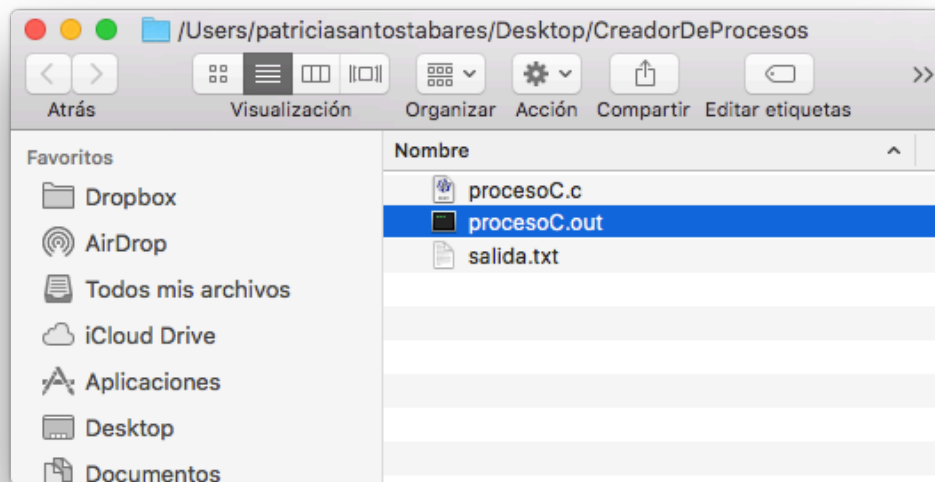 /Users/patriciasantostabares/Desktop/CreadorDeProcesos
Atrás Visualización Organizar Acción Compartir Editar etiquetas
Favoritos
Dropbox
AirDrop
Todos mis archivos
iCloud Drive
Aplicaciones
Desktop
Documentos
Nombre
procesoC.c
procesoC.out
salida.txt